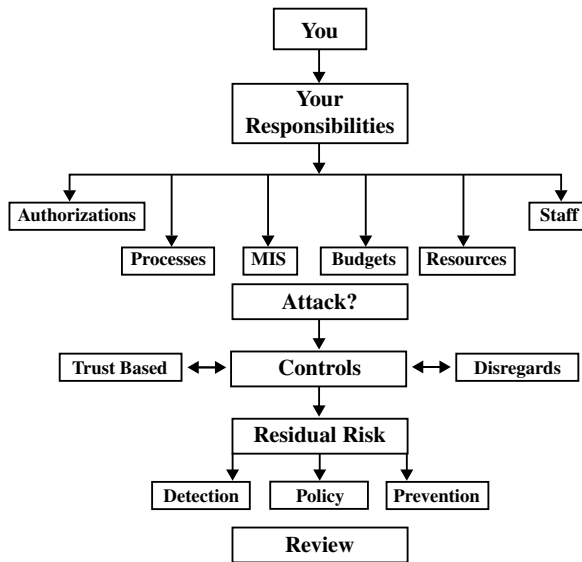 You
Your
Responsibilities
Authorizations
Staff
Processes
MIS
Budgets
Resources
Attack?
Trust Based
Controls
Disregards
Residual Risk
Detection
Policy
Prevention
Review